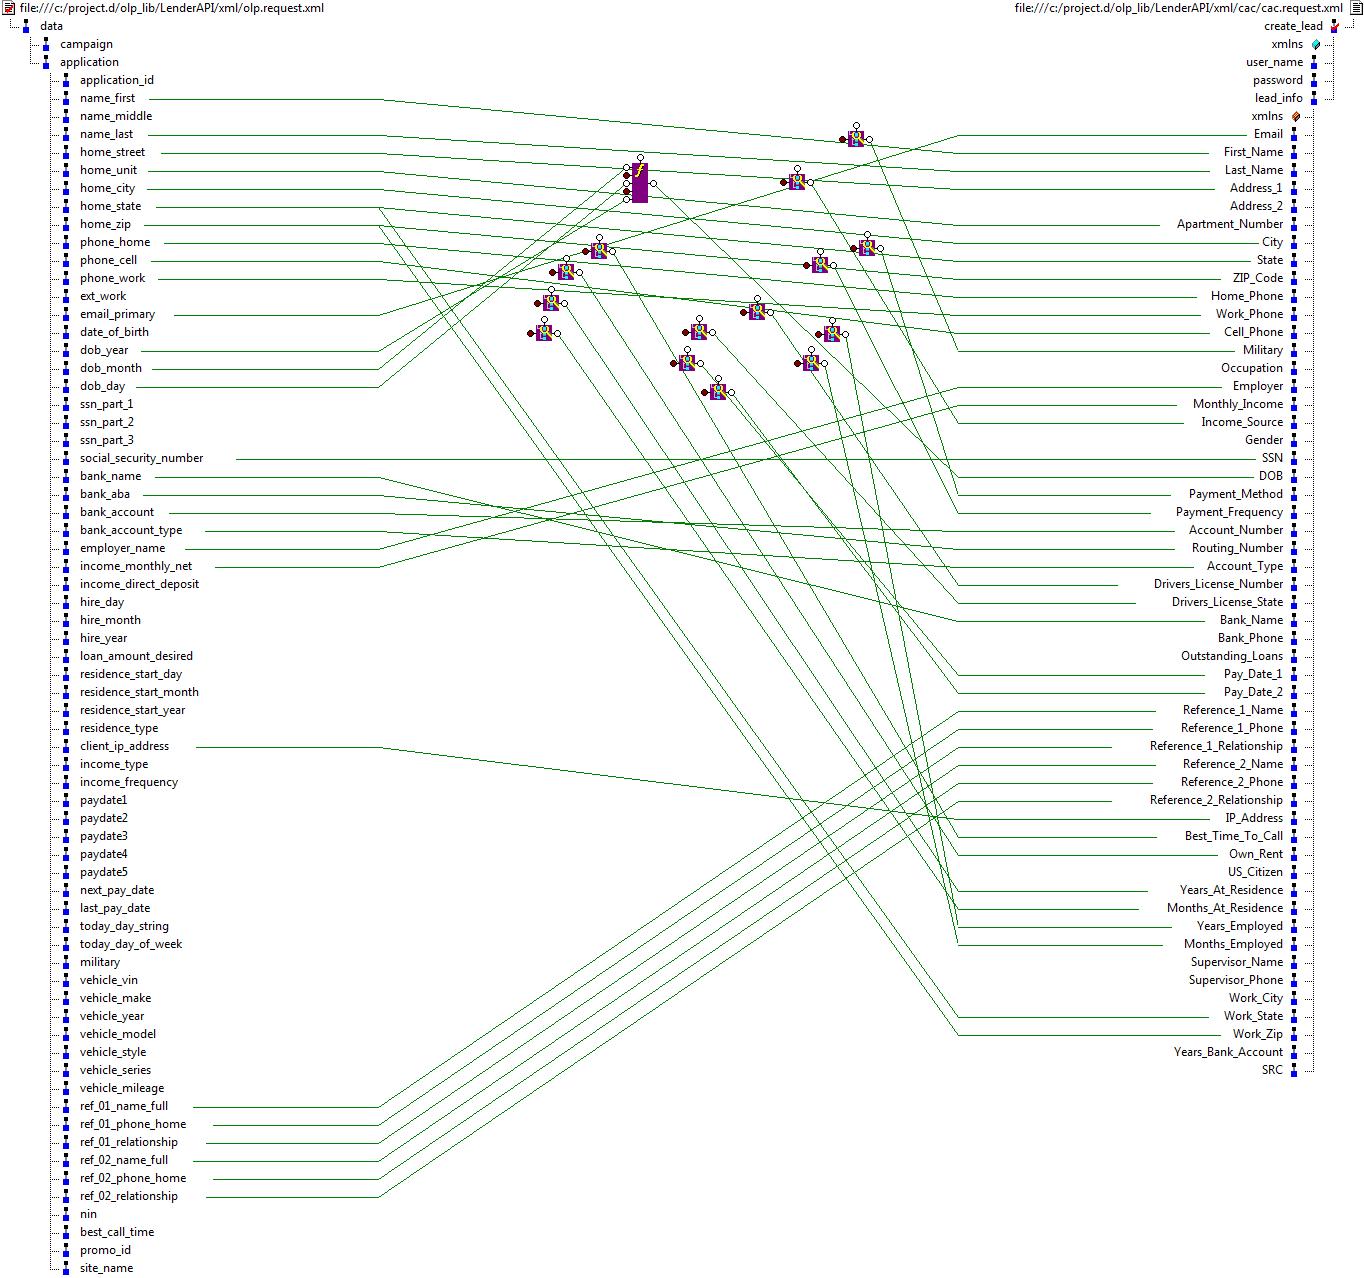 file:///c:/project.d/olp_lib/LenderAPI/xml/olp.request.xml
data
campaign
application
application_id
name_first
name_middle
name_last
home_street
home_unit
home_city
home_state
home_zip
phone_home
phone_cell
phone_work
ext_work
email_primary
date_of_birth
dob_year
dob_month
dob_day
ssn_part_1
ssn_part_2
ssn_part_3
social_security_number
bank_name
bank_aba
bank_account
bank_account_type
employer_name
income_monthly_net
income_direct_deposit
hire_day
hire_month
hire_year
loan_amount_desired
residence_start_day
residence_start_month
residence_start_year
residence_type
client_ip_address
income_type
income_frequency
paydate1
paydate2
paydate3
paydate4
paydate5
next_pay_date
last_pay_date
today_day_string
today_day_of_week
military
vehicle_vin
vehicle_make
vehicle_year
vehicle_model
vehicle_style
vehicle_series
vehicle_mileage
ref_01_name_full
ref_01_phone_home
ref_01_relationship
ref_02_name_full
ref_02_phone_home
ref_02_relationship
nin
best_call_time
promo_id
site_name
file:///c:/project.d/olp_lib/LenderAPI/xml/cac/cac.request.xml
create_lead
xmlns
user_name
password
lead_info
xmlns
Email
First_Name
Last_Name
Address_1
Address_2
Apartment_Number
City
State
ZIP_Code
Home_Phone
Work_Phone
Cell_Phone
Military
Occupation
Employer
Monthly_Income
Income_Source
Gender
SSN
DOB
Payment_Method
Payment_Frequency
Account_Number
Routing_Number
Account_Type
Drivers_License_Number
Drivers_License_State
Bank_Name
Bank_Phone
Outstanding_Loans
Pay_Date_1
Pay_Date_2
Reference_1_Name
Reference_1_Phone
Reference_1_Relationship
Reference_2_Name
Reference_2_Phone
Reference_2_Relationship
IP_Address
Best_Time_To_Call
Own_Rent
US_Citizen
Years_At_Residence
Months_At_Residence
Years_Employed
Months_Employed
Supervisor_Name
Supervisor_Phone
Work_City
Work_State
Work_Zip
Years_Bank_Account
SRC